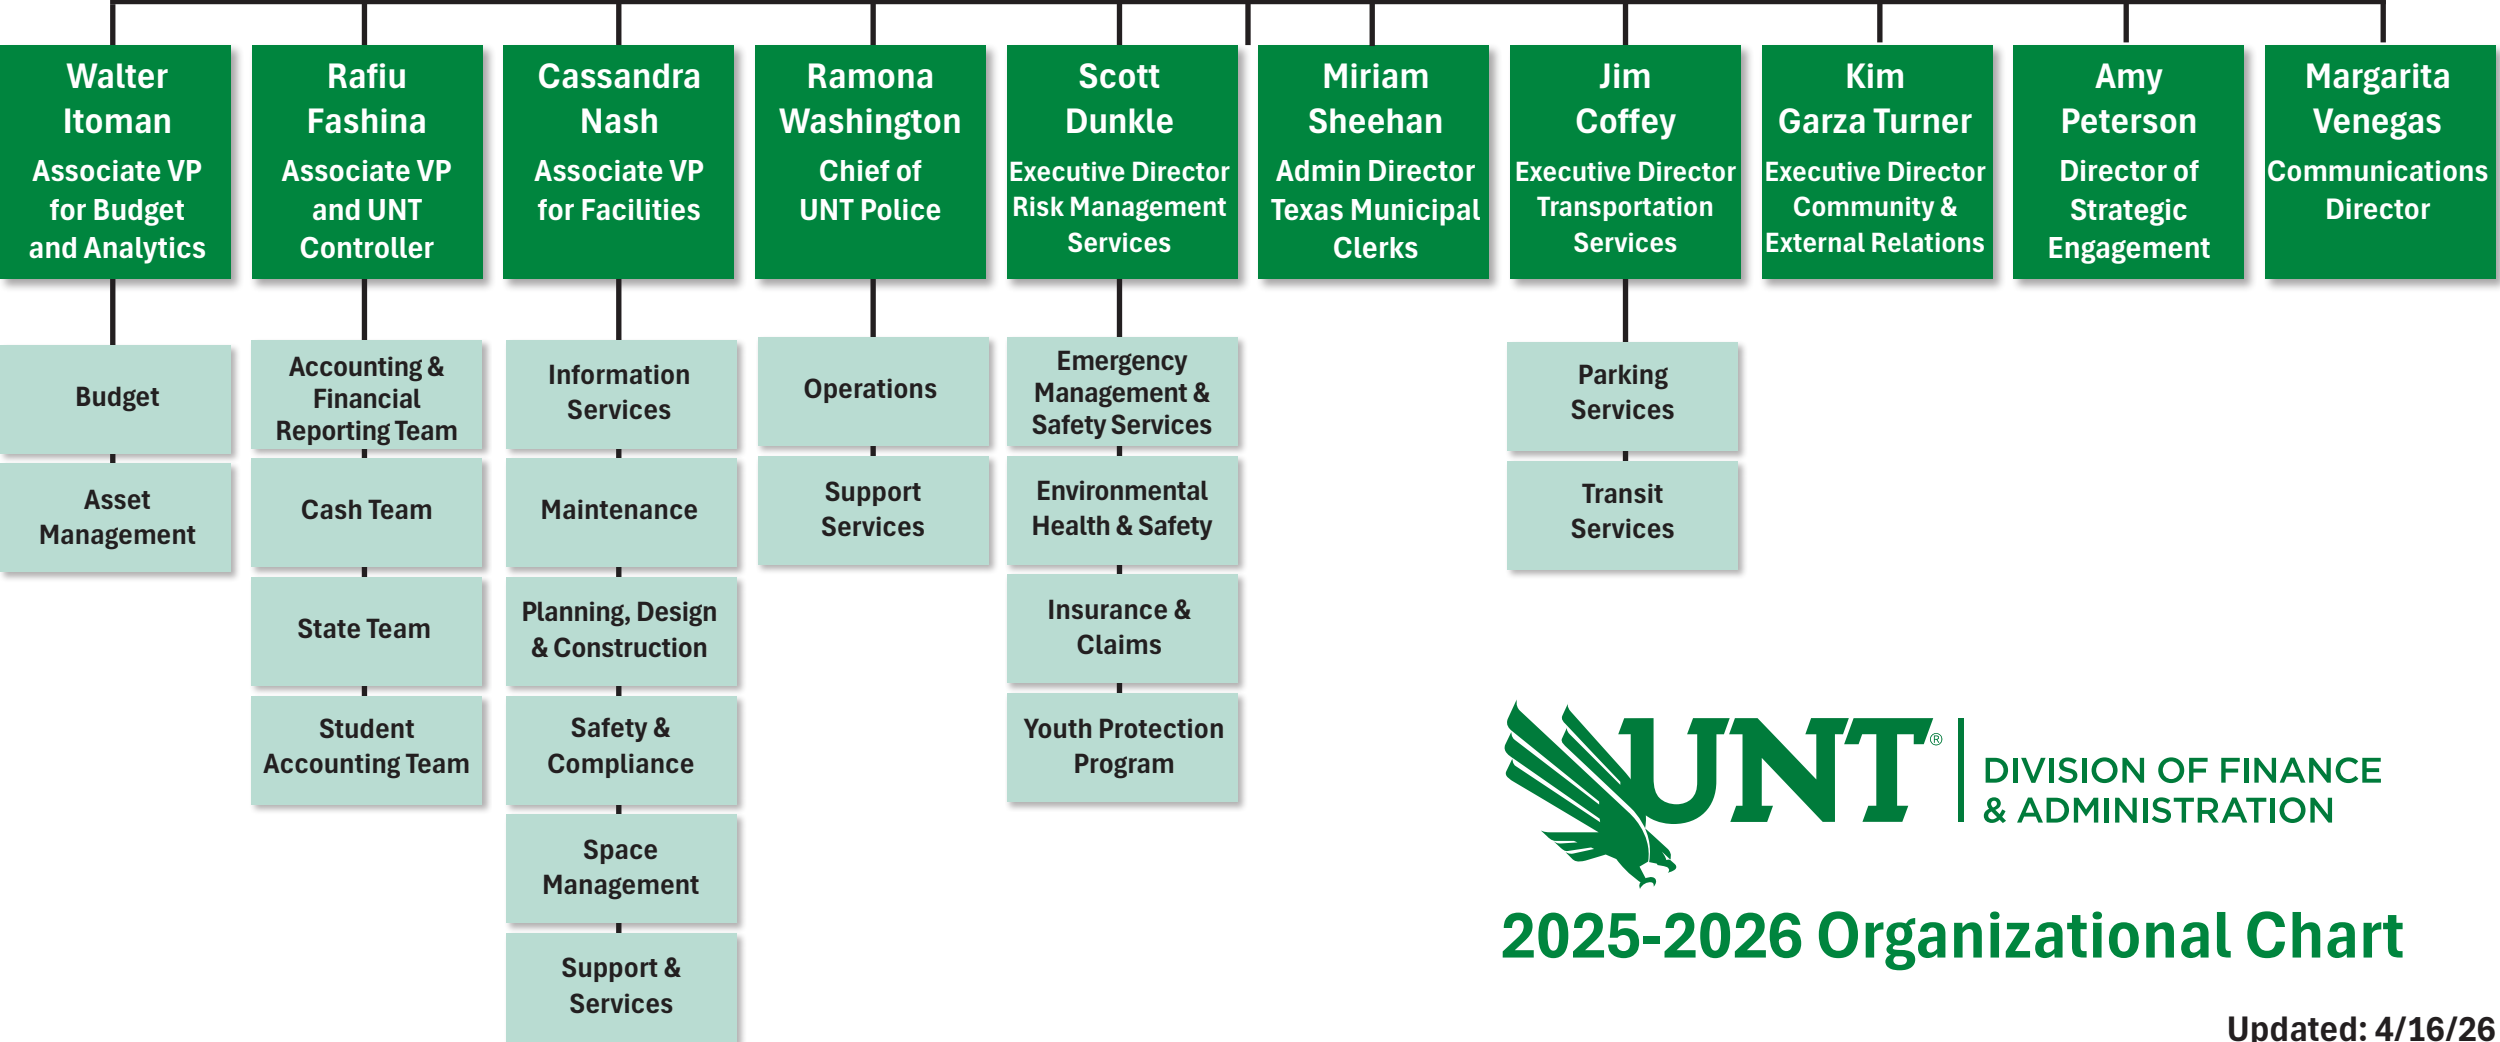 Walter
Itoman
Associate VP
for Budget
and Analytics
Budget
Asset
Management
Rafiu
Fashina
Associate VP
and UNT
Controller
Accounting &
Financial
Reporting Team
Cash Team
State Team
Student
Accounting Team
Cassandra
Nash
Associate VP
for Facilities
Information
Services
Maintenance
Planning, Design
& Construction
Safety &
Compliance
Space
Management
Support &
Services
Ramona
Washington
Chief of
UNT Police
Operations
Support
Services
Scott
Dunkle
Executive Director
Risk Management
Services
Emergency
Management &
Safety Services
Environmental
Health & Safety
Insurance &
Claims
Youth Protection
Program
Miriam
Sheehan
Admin Director
Texas Municipal
Clerks
Jim
Coffey
Executive Director
Transportation
Services
Parking
Services
Transit
Services
Kim
Garza Turner
Executive Director
Community &
External Relations
Amy
Peterson
Director of
Strategic
Engagement
Margarita
Venegas
Communications
Director
UNT®
DIVISION OF FINANCE
& ADMINISTRATION
2025-2026 Organizational Chart
Updated: 4/16/26